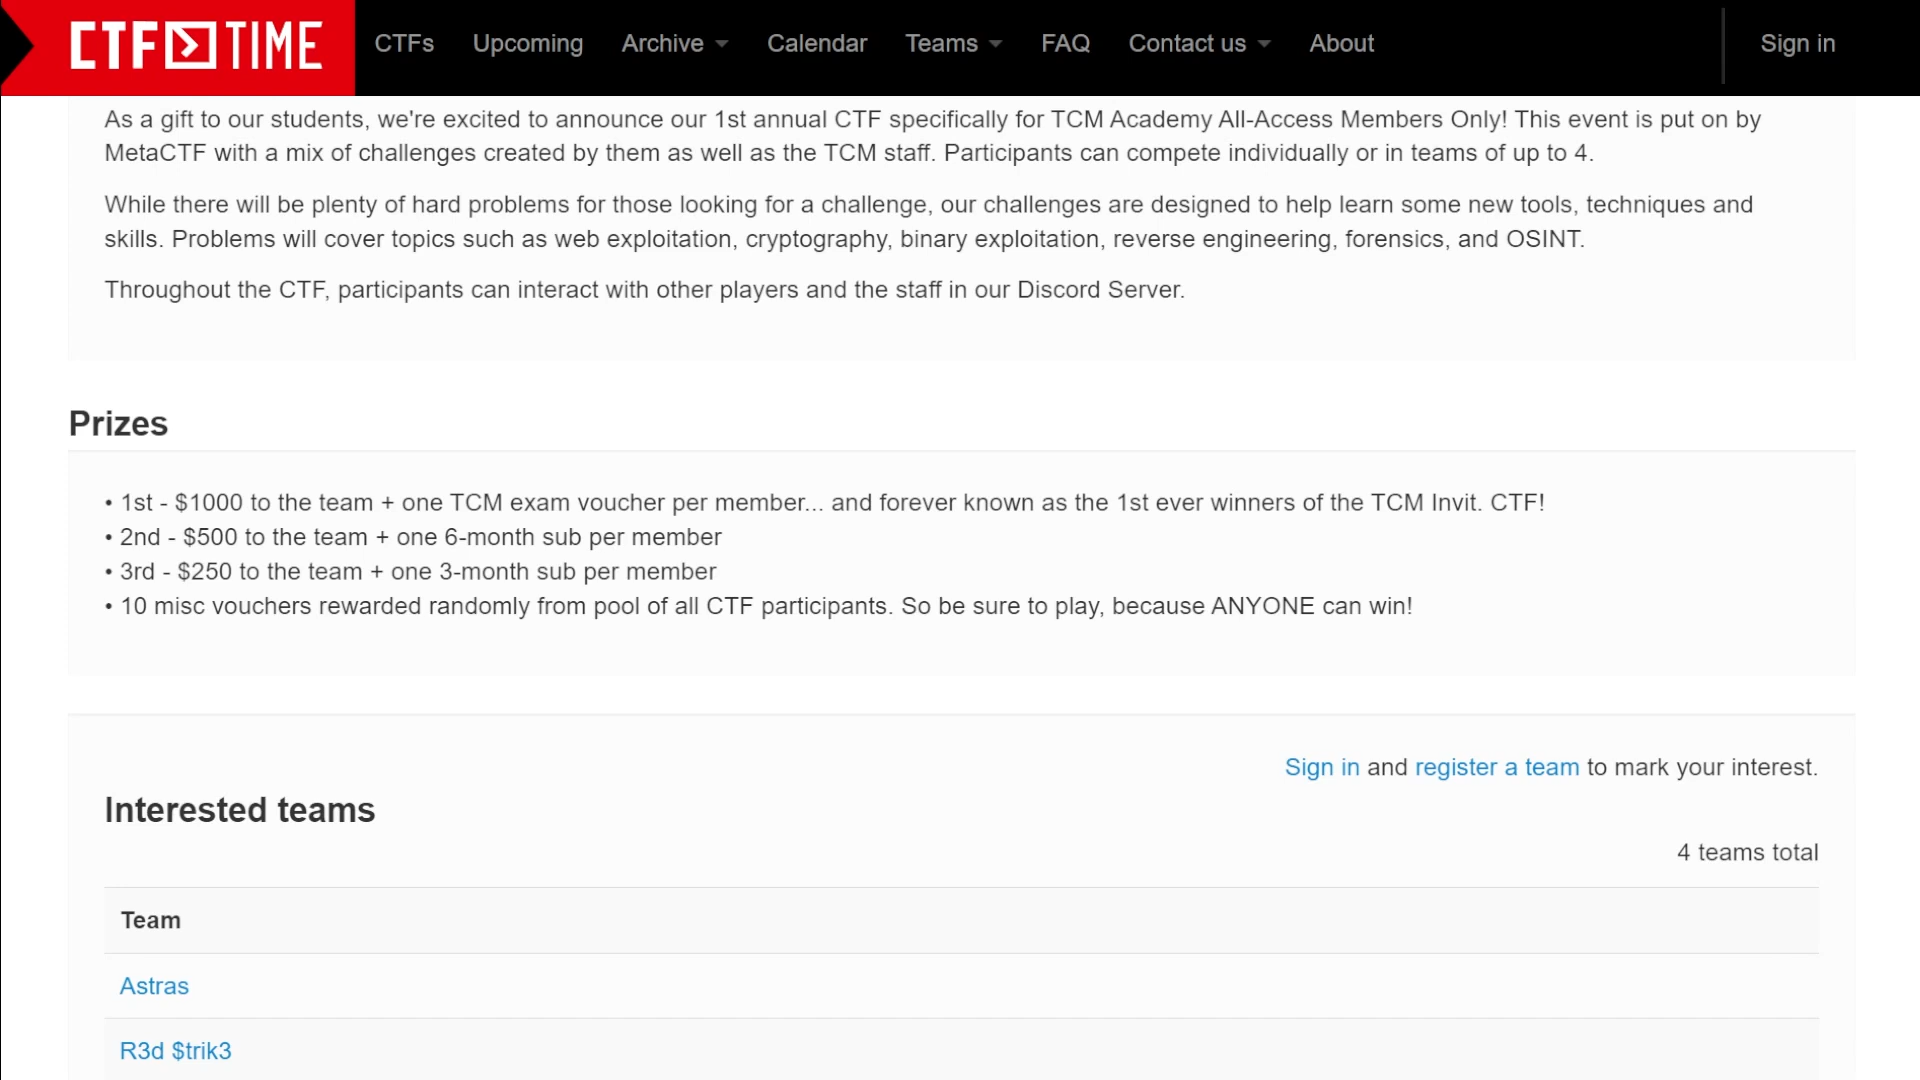 CTF TIME
CTFs Upcoming Archive Calendar Teams FAQ Contact us About Sign in
As a gift to our students, we're excited to announce our 1st annual CTF specifically for TCM Academy All-Access Members Only! This event is put on by
MetaCTF with a mix of challenges created by them as well as the TCM staff. Participants can compete individually or in teams of up to 4.
While there will be plenty of hard problems for those looking for a challenge, our challenges are designed to help learn some new tools, techniques and
skills. Problems will cover topics such as web exploitation, cryptography, binary exploitation, reverse engineering, forensics, and OSINT.
Throughout the CTF, participants can interact with other players and the staff in our Discord Server.
Prizes
• 1st - $1000 to the team + one TCM exam voucher per member... and forever known as the 1st ever winners of the TCM Invit. CTF!
• 2nd - $500 to the team + one 6-month sub per member
• 3rd - $250 to the team + one 3-month sub per member
• 10 misc vouchers rewarded randomly from pool of all CTF participants. So be sure to play, because ANYONE can win!
Sign in and register a team to mark your interest.
Interested teams
4 teams total
Team
Astras
R3d $trik3